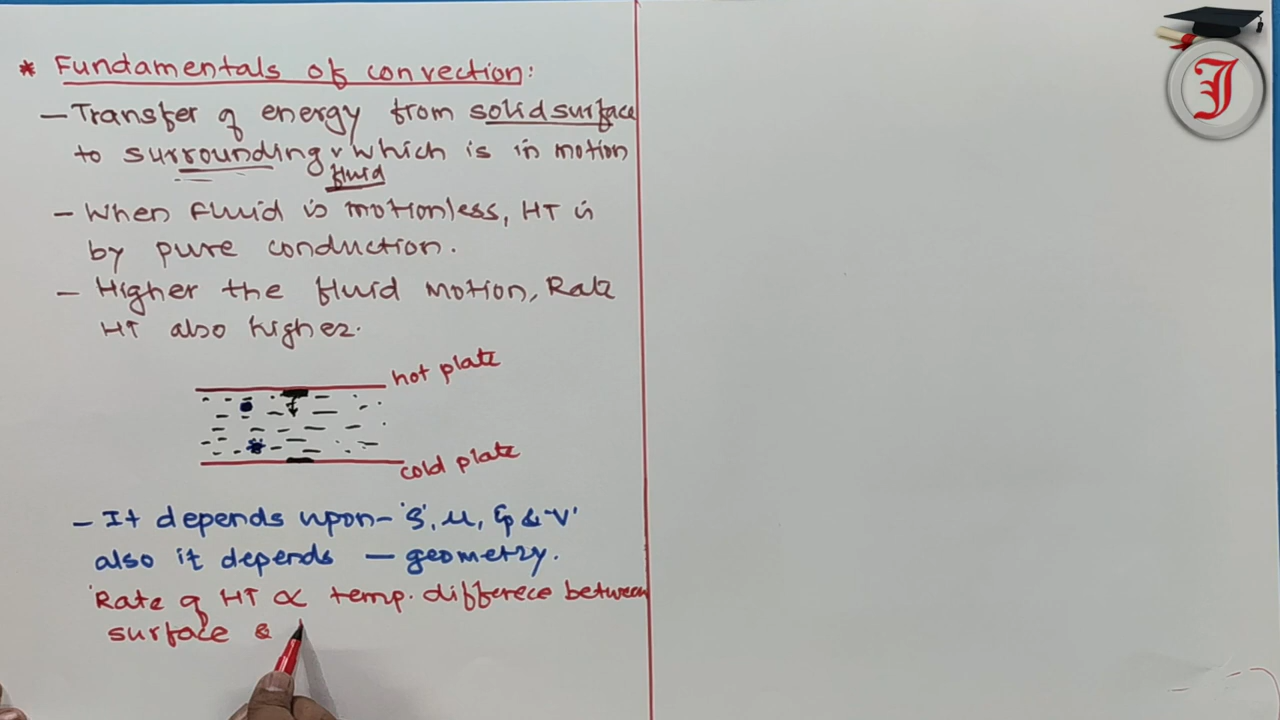 * Fundamentals of convection:
– Transfer of energy from solid surface
to surrounding which is in motion
fluid
– When fluid is motionless, HT is
by pure conduction.
– Higher the fluid motion, Rate
HT also higher.
hot plate
cold plate
– It depends upon – 'ρ', μ, Cp & 'V'
also it depends — geometry.
Rate of HT ∝ temp. differece between
surface &
J